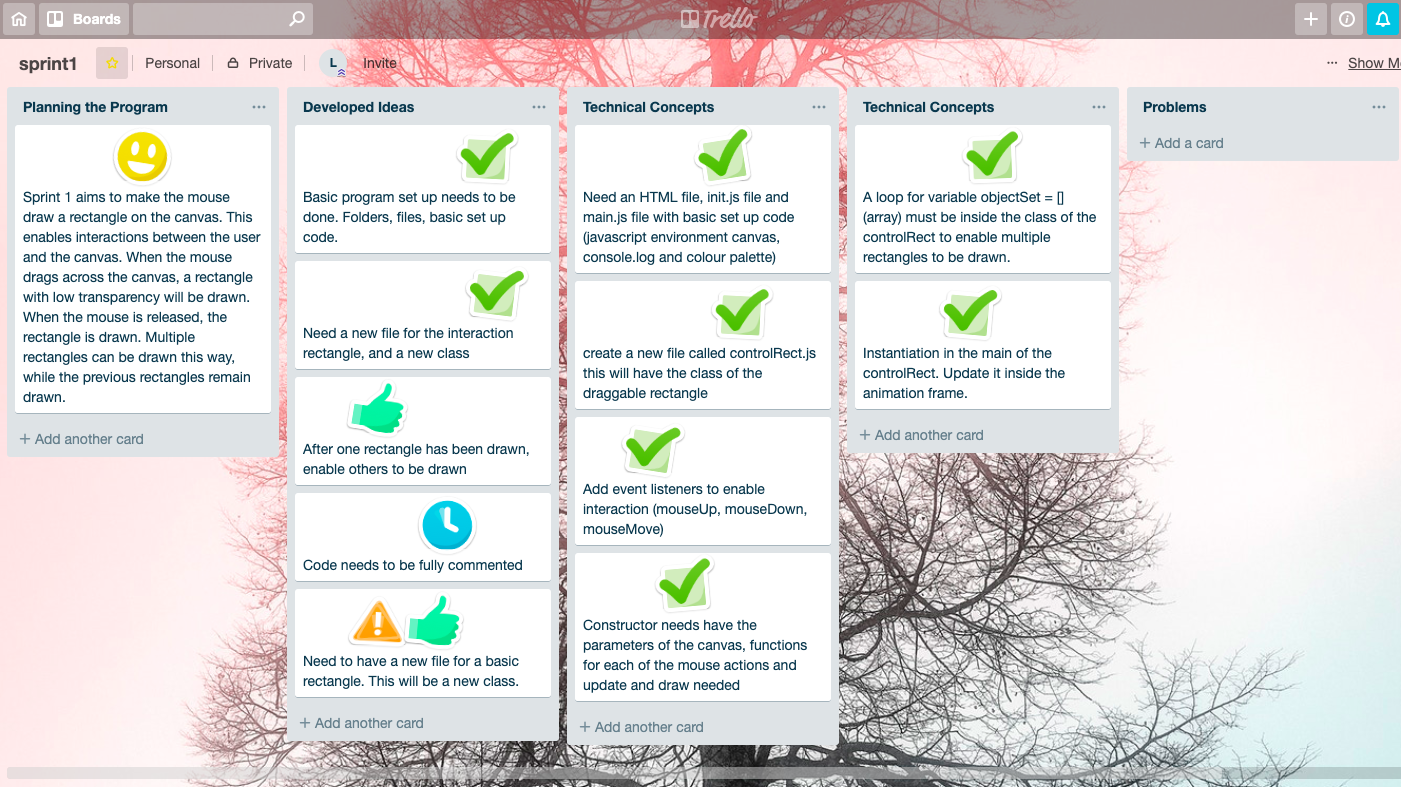 Boards
Trello
sprint1
Personal
Private
L
Invite
Show M
Planning the Program
Sprint 1 aims to make the mouse
draw a rectangle on the canvas. This
enables interactions between the user
and the canvas. When the mouse
drags across the canvas, a rectangle
with low transparency will be drawn.
When the mouse is released, the
rectangle is drawn. Multiple
rectangles can be drawn this way,
while the previous rectangles remain
drawn.
+ Add another card
Developed Ideas
Basic program set up needs to be
done. Folders, files, basic set up
code.
Need a new file for the interaction
rectangle, and a new class
After one rectangle has been drawn,
enable others to be drawn
Code needs to be fully commented
Need to have a new file for a basic
rectangle. This will be a new class.
+ Add another card
Technical Concepts
Need an HTML file, init.js file and
main.js file with basic set up code
(javascript environment canvas,
console.log and colour palette)
create a new file called controlRect.js
this will have the class of the
draggable rectangle
Add event listeners to enable
interaction (mouseUp, mouseDown,
mouseMove)
Constructor needs have the
parameters of the canvas, functions
for each of the mouse actions and
update and draw needed
+ Add another card
Technical Concepts
A loop for variable objectSet = []
(array) must be inside the class of the
controlRect to enable multiple
rectangles to be drawn.
Instantiation in the main of the
controlRect. Update it inside the
animation frame.
+ Add another card
Problems
+ Add a card